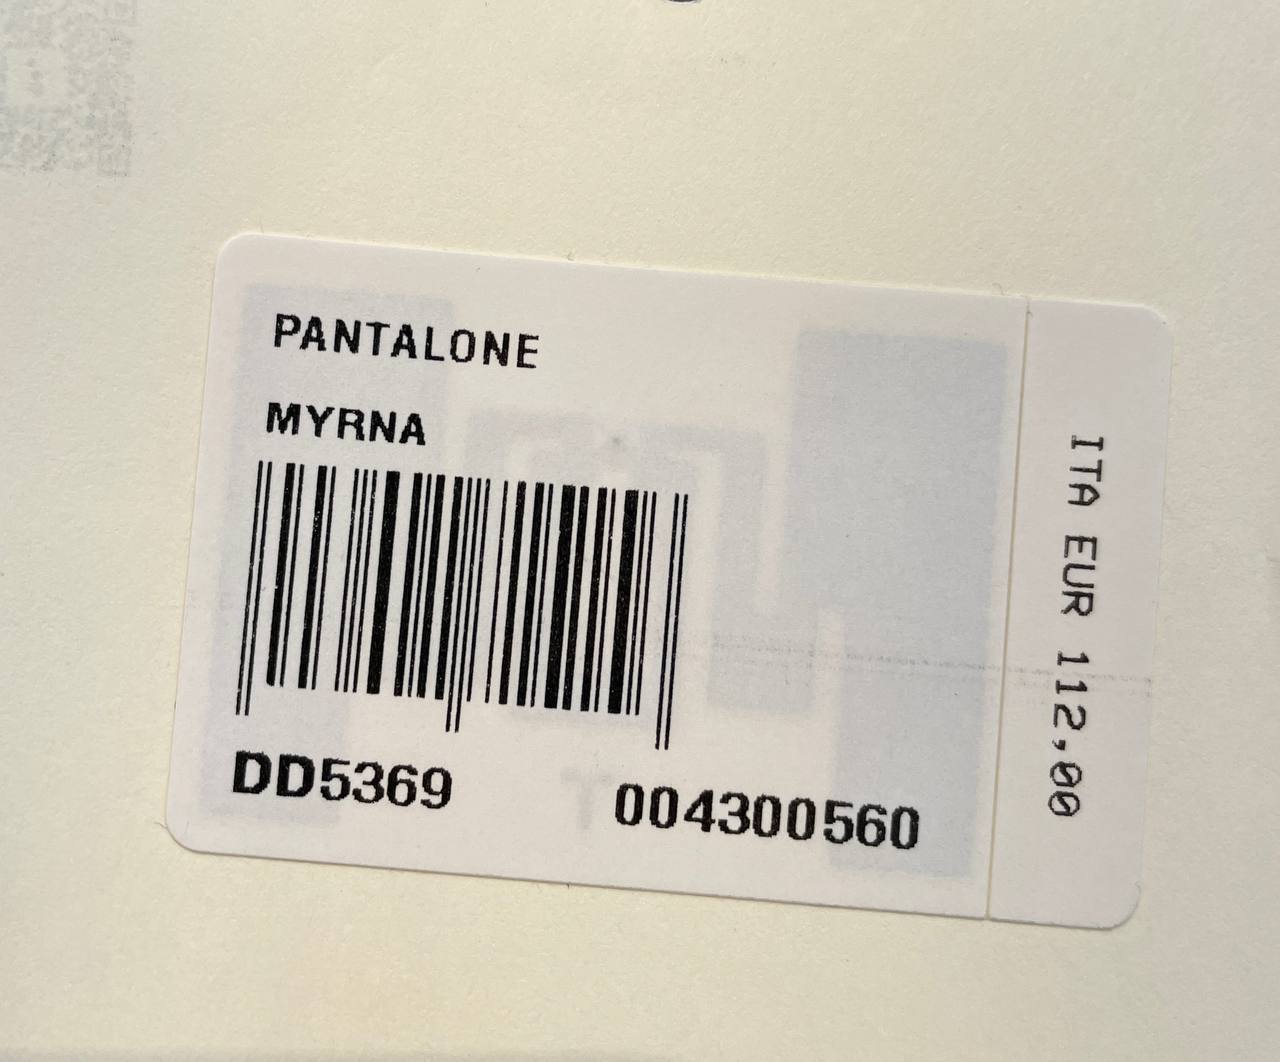 PANTALONE
MYRNA
DD5369 004300560
ITA EUR 112,00